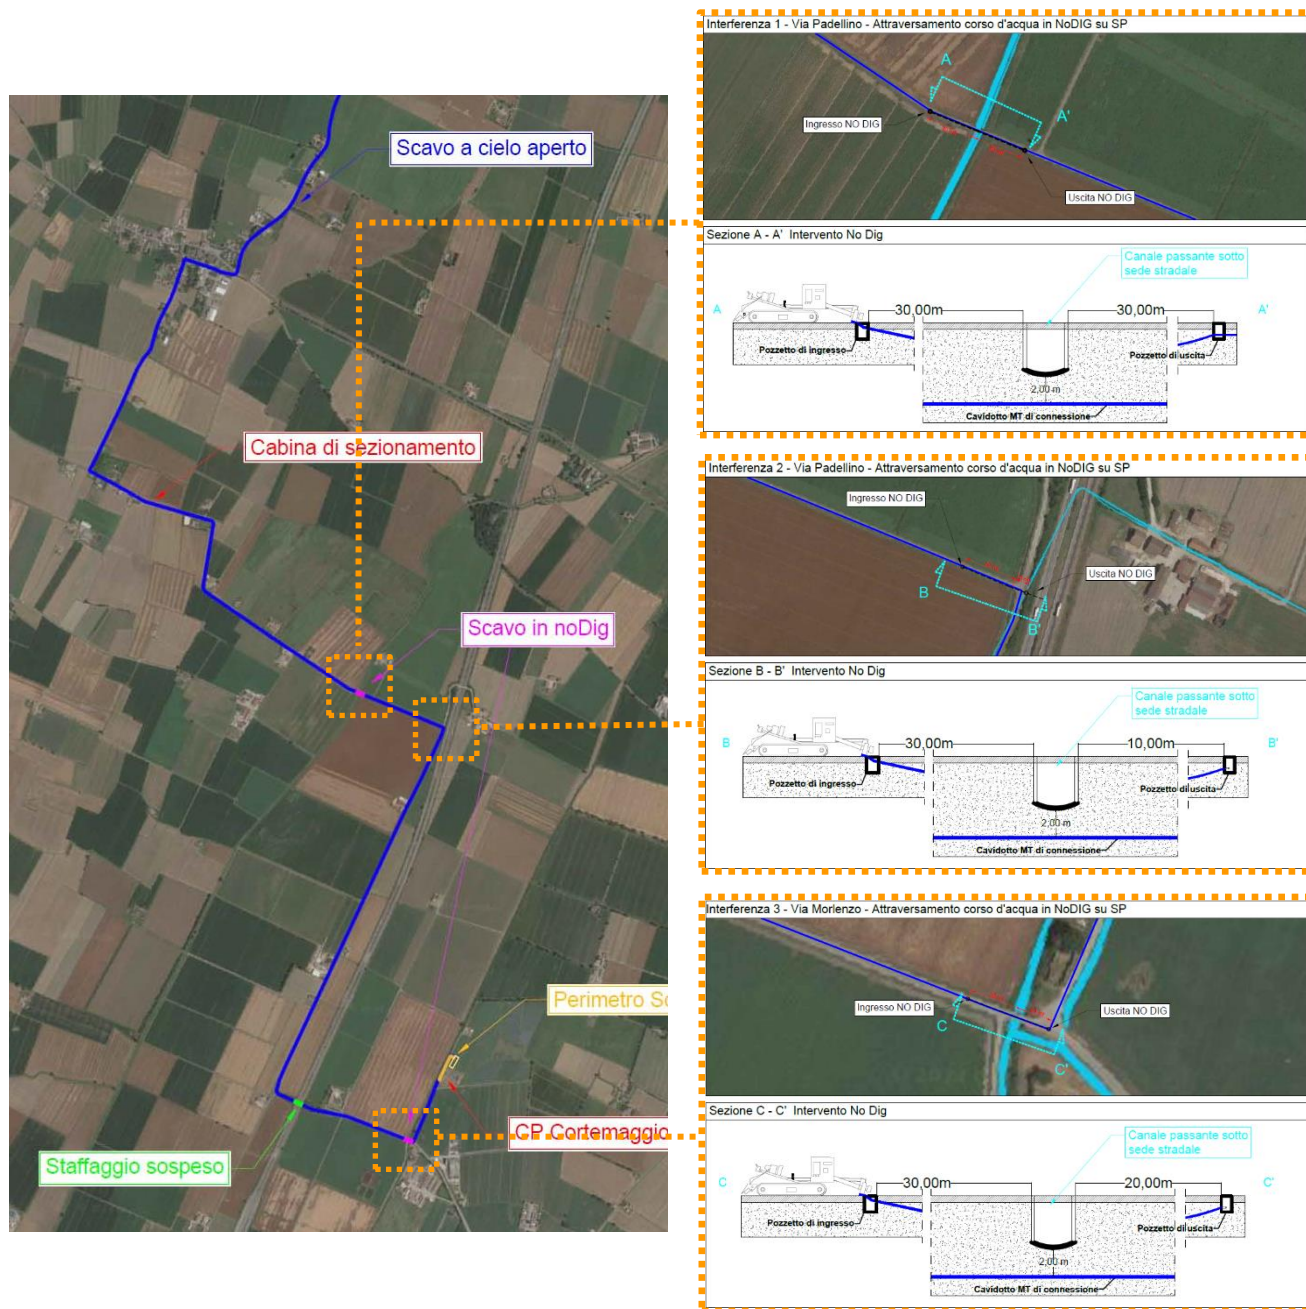 Scavo a cielo aperto
Cabina di sezionamento
Scavo in noDig
Perimetro Sc
CP Cortemaggio
Staffaggio sospeso
Interferenza 1 - Via Padellino - Attraversamento corso d'acqua in NoDIG su SP
A
A'
Ingresso NO DIG
Uscita NO DIG
Sezione A - A' Intervento No Dig
Canale passante sotto
sede stradale
A
30,00m
30,00m
A'
Pozzetto di ingresso
Pozzetto di uscita
2,00 m
Cavidotto MT di connessione
Interferenza 2 - Via Padellino - Attraversamento corso d'acqua in NoDIG su SP
Ingresso NO DIG
Uscita NO DIG
B
B'
Sezione B - B' Intervento No Dig
Canale passante sotto
sede stradale
B
30,00m
10,00m
B'
Pozzetto di ingresso
Pozzetto di uscita
2,00 m
Cavidotto MT di connessione
Interferenza 3 - Via Morlenzo - Attraversamento corso d'acqua in NoDIG su SP
Ingresso NO DIG
Uscita NO DIG
C
C'
Sezione C - C' Intervento No Dig
Canale passante sotto
sede stradale
C
30,00m
20,00m
C'
Pozzetto di ingresso
Pozzetto di uscita
2,00 m
Cavidotto MT di connessione